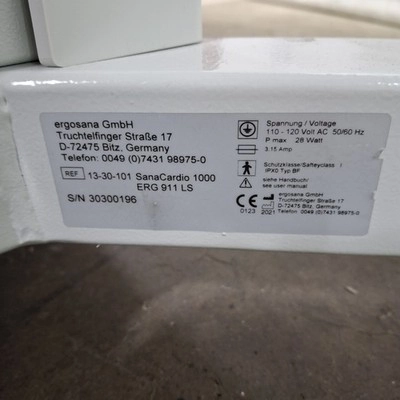 ergosana GmbH
Truchtelfinger Straße 17
D-72475 Bitz, Germany
Telefon: 0049 (0)7431 98975-0
REF 13-30-101 SanaCardio 1000
ERG 911 LS
S/N 30300196
Spannung / Voltage
110 - 120 Volt AC 50/60 Hz
P max 28 Watt
3.15 Amp
Schutzklasse/Safteyclass I
IPX0 Typ BF
siehe Handbuch/
see user manual
ergosana GmbH
Truchtelfinger Straße 17
D-72475 Bitz, Germany
Telefon: 0049 (0)7431 98975-0
CE
0123
2021